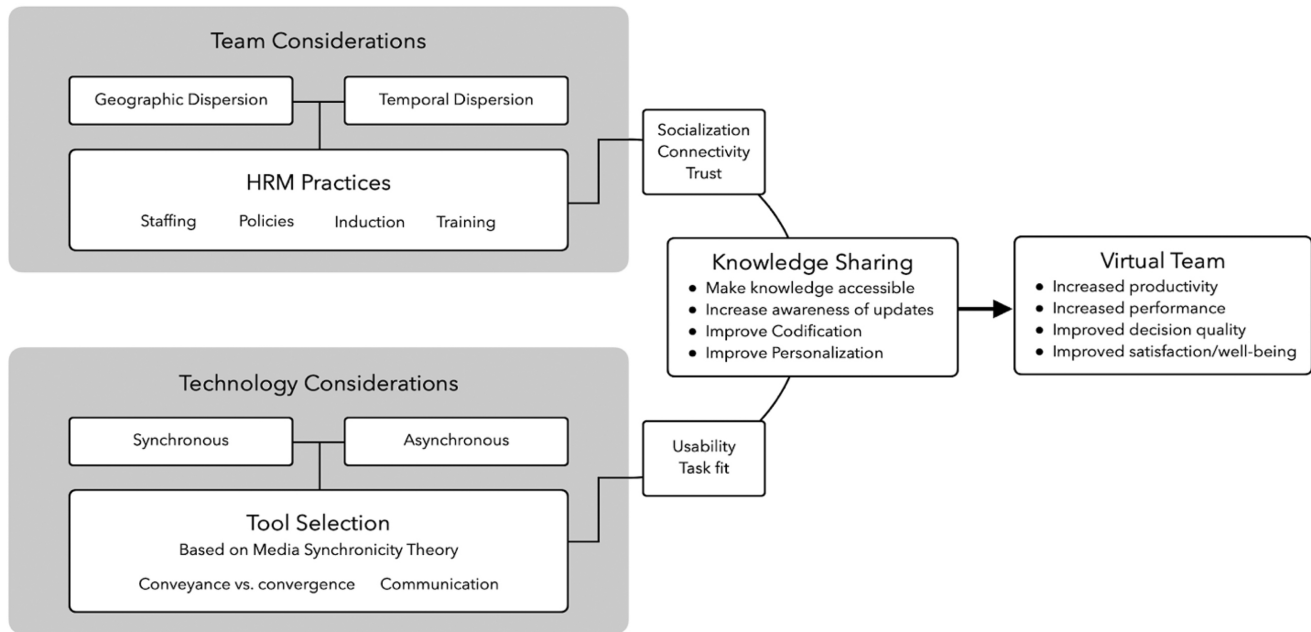 Team Considerations
Geographic Dispersion
Temporal Dispersion
HRM Practices
Staffing Policies Induction Training
Socialization
Connectivity
Trust
Knowledge Sharing
• Make knowledge accessible
• Increase awareness of updates
• Improve Codification
• Improve Personalization
Virtual Team
• Increased productivity
• Increased performance
• Improved decision quality
• Improved satisfaction/well-being
Technology Considerations
Synchronous
Asynchronous
Tool Selection
Based on Media Synchronicity Theory
Conveyance vs. convergence Communication
Usability
Task fit